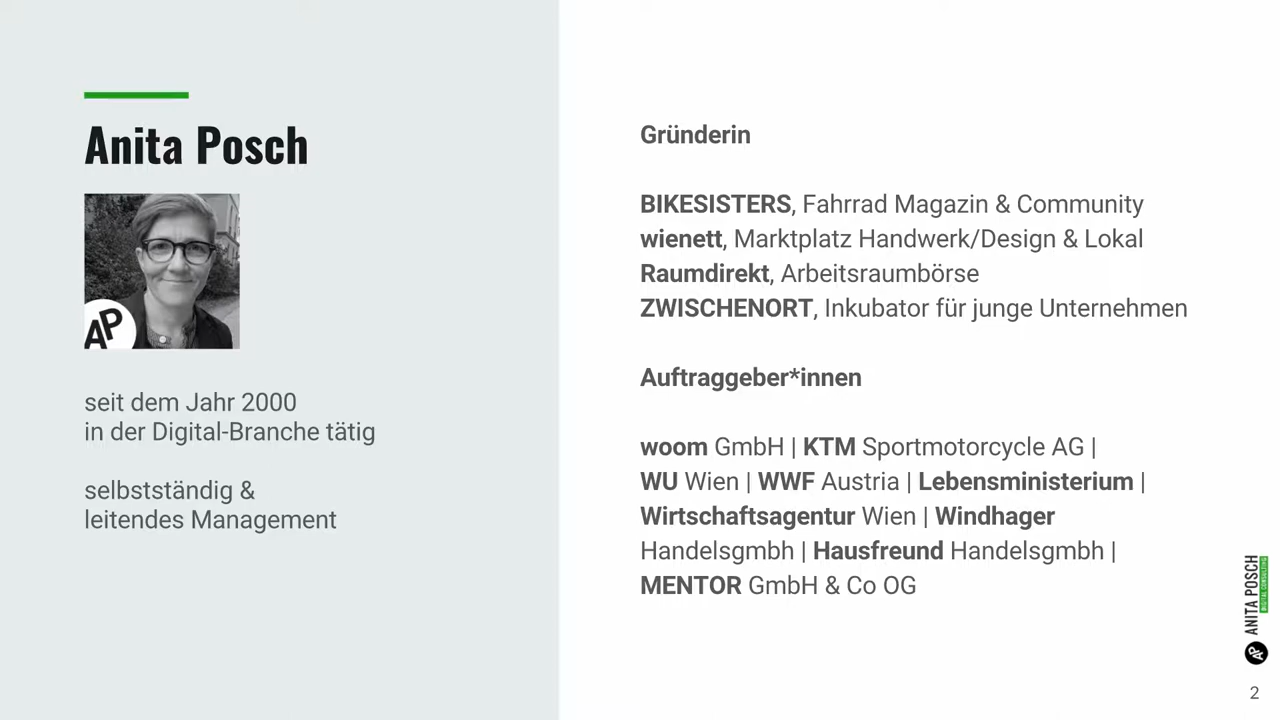 Anita Posch
AP
seit dem Jahr 2000
in der Digital-Branche tätig
selbstständig &
leitendes Management
Gründerin
BIKESISTERS, Fahrrad Magazin & Community
wienett, Marktplatz Handwerk/Design & Lokal
Raumdirekt, Arbeitsraumbörse
ZWISCHENORT, Inkubator für junge Unternehmen
Auftraggeber*innen
woom GmbH | KTM Sportmotorcycle AG |
WU Wien | WWF Austria | Lebensministerium |
Wirtschaftsagentur Wien | Windhager
Handelsgmbh | Hausfreund Handelsgmbh |
MENTOR GmbH & Co OG
AP ANITA POSCH
DIGITAL CONSULTING
2